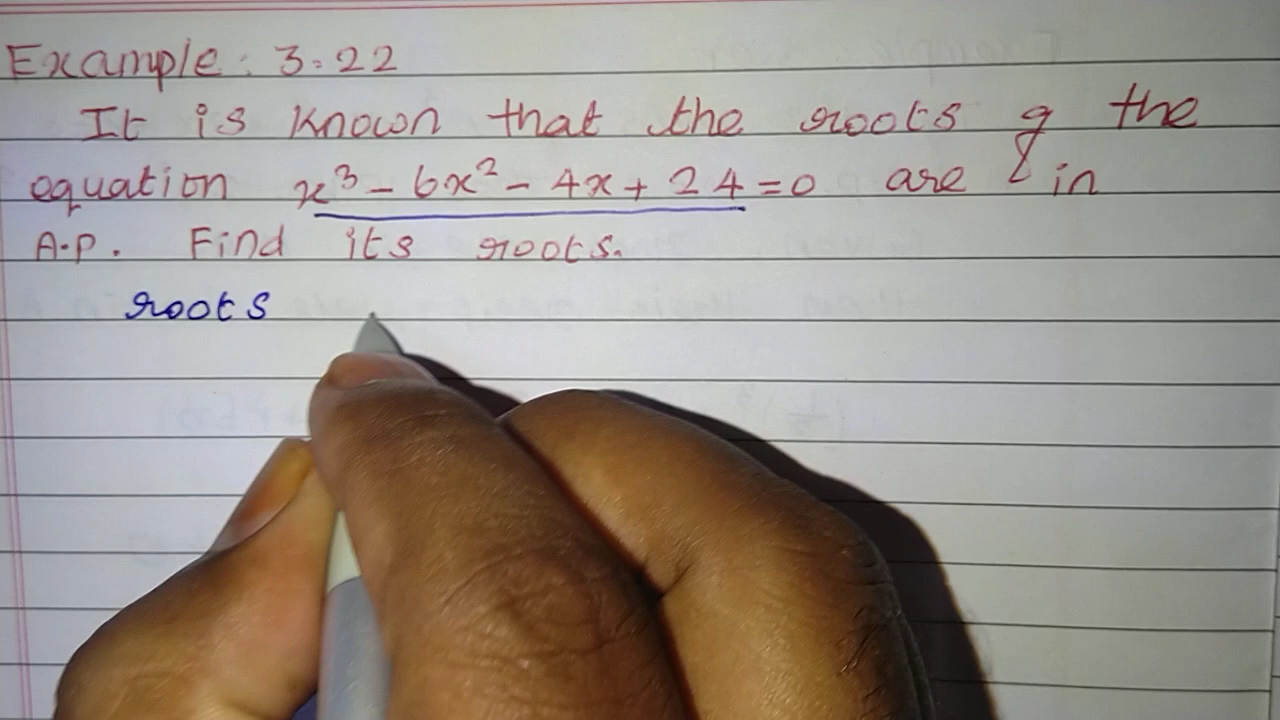 Example: 3.22
It is known that the roots of the
equation x³ - 6x² - 4x + 24 = 0 are in
A.P. Find its roots.
roots